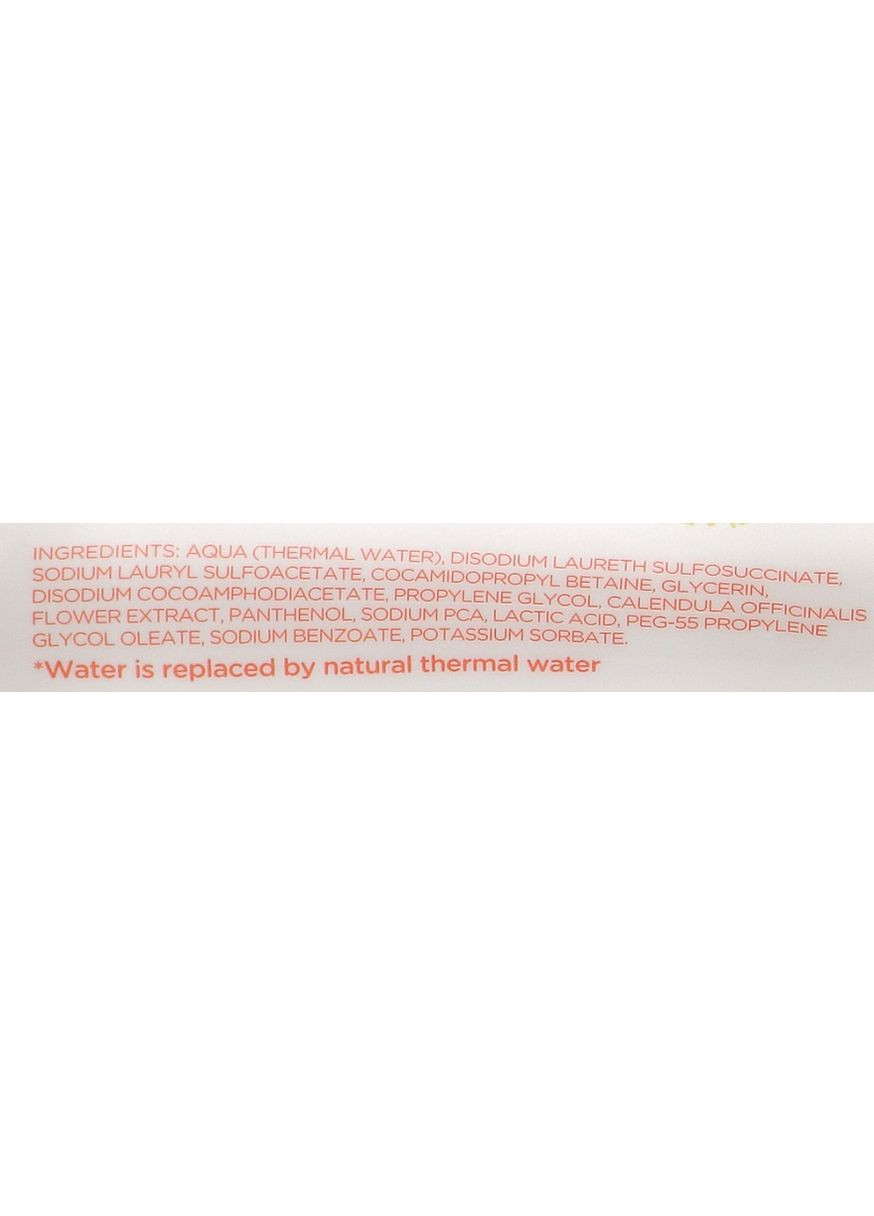 INGREDIENTS: AQUA (THERMAL WATER), DISODIUM LAURETH SULFOSUCCINATE,
SODIUM LAURYL SULFOACETATE, COCAMIDOPROPYL BETAINE, GLYCERIN,
DISODIUM COCOAMPHODIACETATE, PROPYLENE GLYCOL, CALENDULA OFFICINALIS
FLOWER EXTRACT, PANTHENOL, SODIUM PCA, LACTIC ACID, PEG-55 PROPYLENE
GLYCOL OLEATE, SODIUM BENZOATE, POTASSIUM SORBATE.
*Water is replaced by natural thermal water